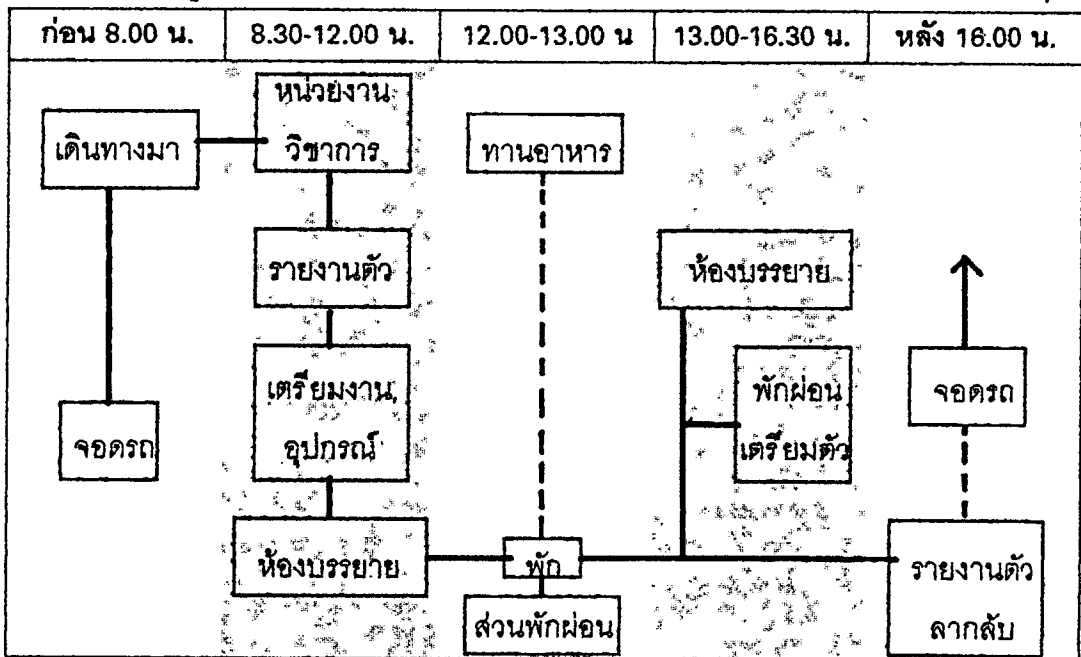 ก่อน 8.00 น.
8.30-12.00 น.
12.00-13.00 น
13.00-16.30 น.
หลัง 16.00 น.
เดินทางมา
จอดรถ
หน่วยงาน
วิชาการ
รายงานตัว
เตรียมงาน,
อุปกรณ์
ห้องบรรยาย
ทานอาหาร
พัก
ส่วนพักผ่อน
ห้องบรรยาย
พักผ่อน
เตรียมตัว
จอดรถ
รายงานตัว
ลากลับ